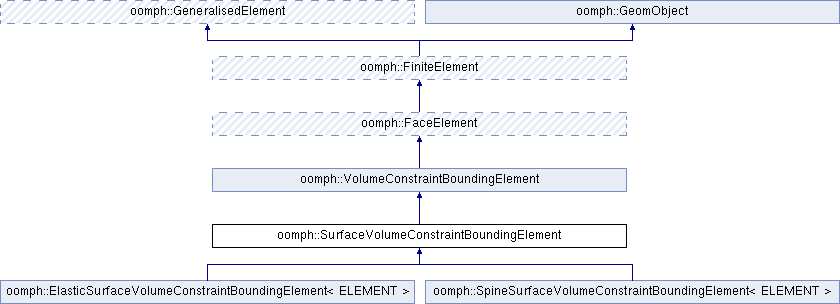 oomph::GeneralisedElement
oomph::GeomObject
oomph::FiniteElement
oomph::FaceElement
oomph::VolumeConstraintBoundingElement
oomph::SurfaceVolumeConstraintBoundingElement
oomph::ElasticSurfaceVolumeConstraintBoundingElement< ELEMENT >
oomph::SpineSurfaceVolumeConstraintBoundingElement< ELEMENT >